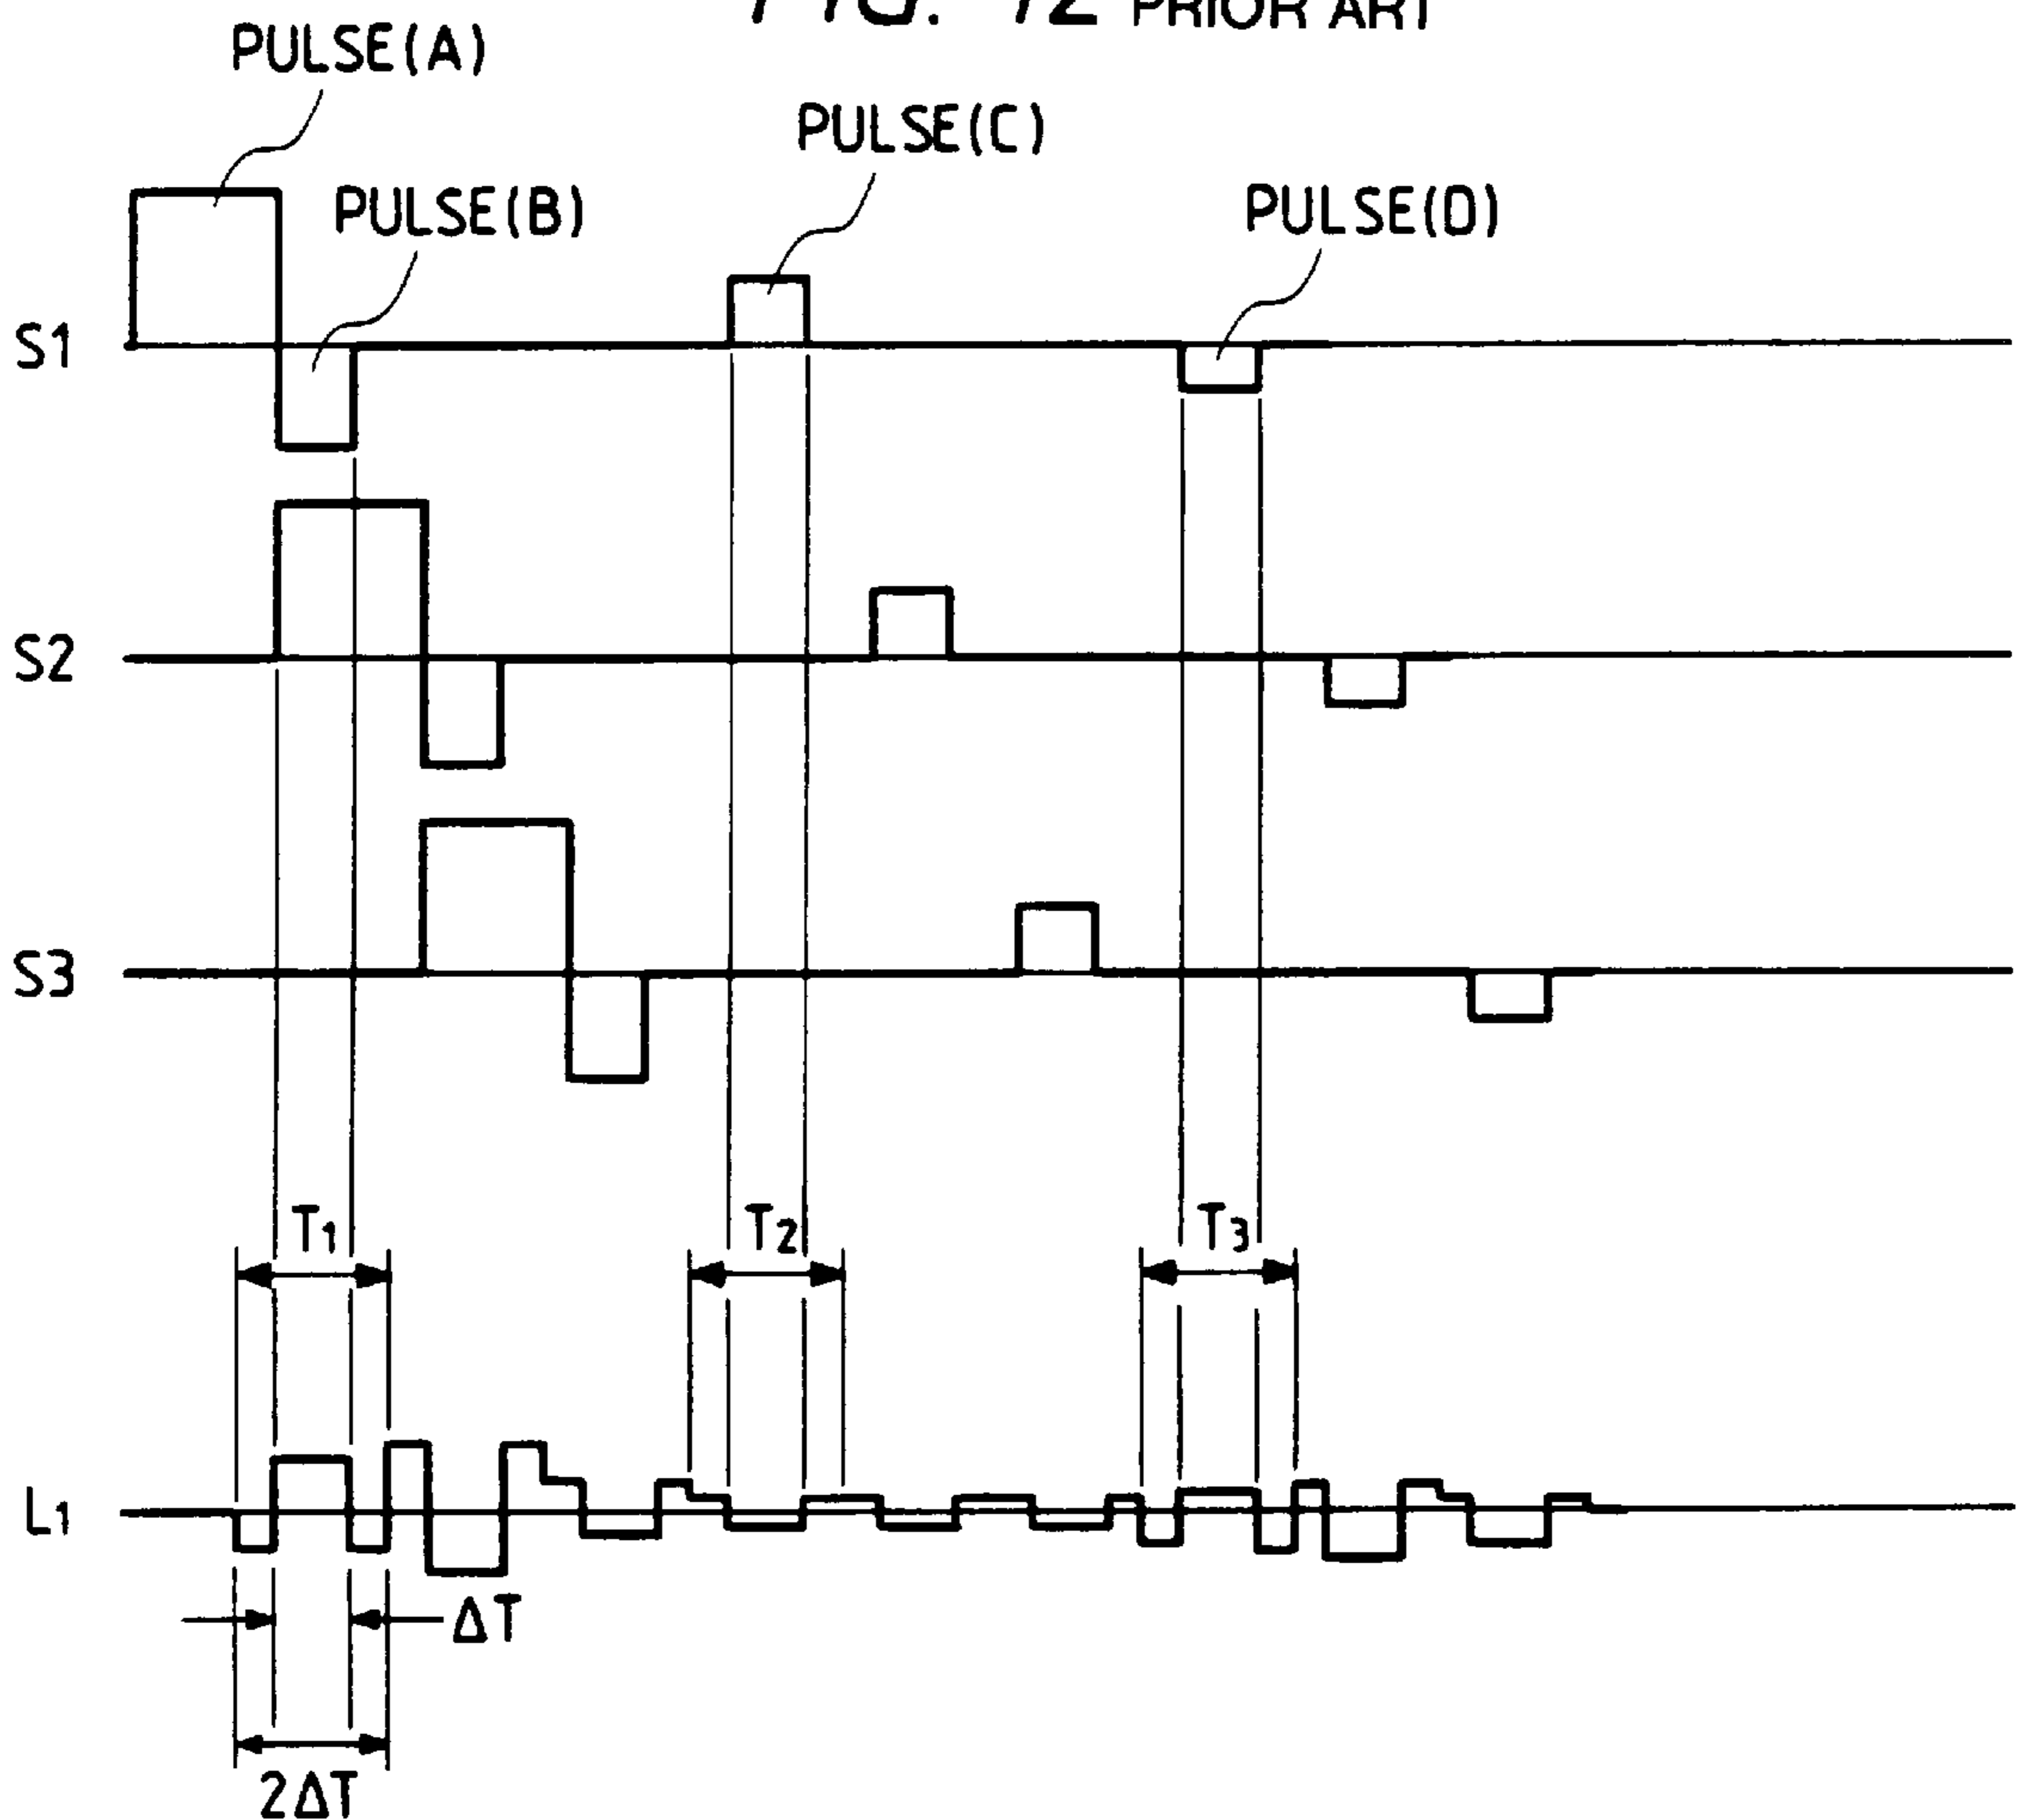 FIG. 12 PRIOR ART
PULSE(A)
PULSE(C)
PULSE(B)
PULSE(D)
S1
S2
S3
T1
T2
T3
L1
ΔT
2ΔT